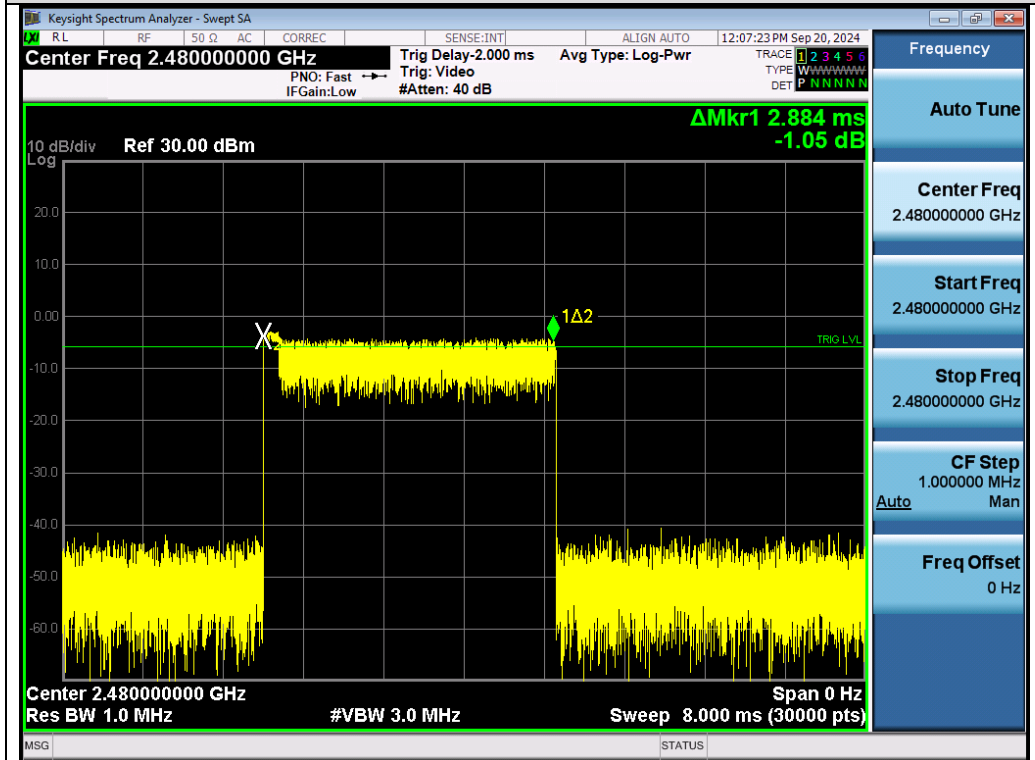 Keysight Spectrum Analyzer - Swept SA
LXI RL RF 50 Ω AC CORREC SENSE:INT ALIGN AUTO 12:07:23 PM Sep 20, 2024
Center Freq 2.480000000 GHz
PNO: Fast
IFGain:Low
Trig Delay-2.000 ms
Trig: Video
#Atten: 40 dB
Avg Type: Log-Pwr
TRACE 1 2 3 4 5 6
TYPE WWWWWW
DET P N N N N N
ΔMkr1 2.884 ms
-1.05 dB
10 dB/div Ref 30.00 dBm
Log
20.0
10.0
0.00
-10.0
-20.0
-30.0
-40.0
-50.0
-60.0
1Δ2
TRIG LVL
Center 2.480000000 GHz Span 0 Hz
Res BW 1.0 MHz #VBW 3.0 MHz Sweep 8.000 ms (30000 pts)
MSG STATUS
Frequency
Auto Tune
Center Freq
2.480000000 GHz
Start Freq
2.480000000 GHz
Stop Freq
2.480000000 GHz
CF Step
1.000000 MHz
Auto Man
Freq Offset
0 Hz